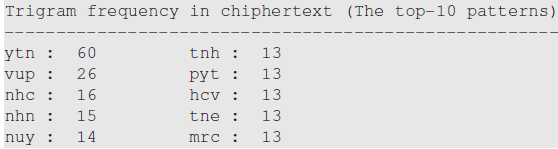 Trigram frequency in chiphertext (The top-10 patterns)
------------------------------------------------------
ytn :  60         tnh :  13
vup :  26         pyt :  13
nhc :  16         hcv :  13
nhn :  15         tne :  13
nuy :  14         mrc :  13